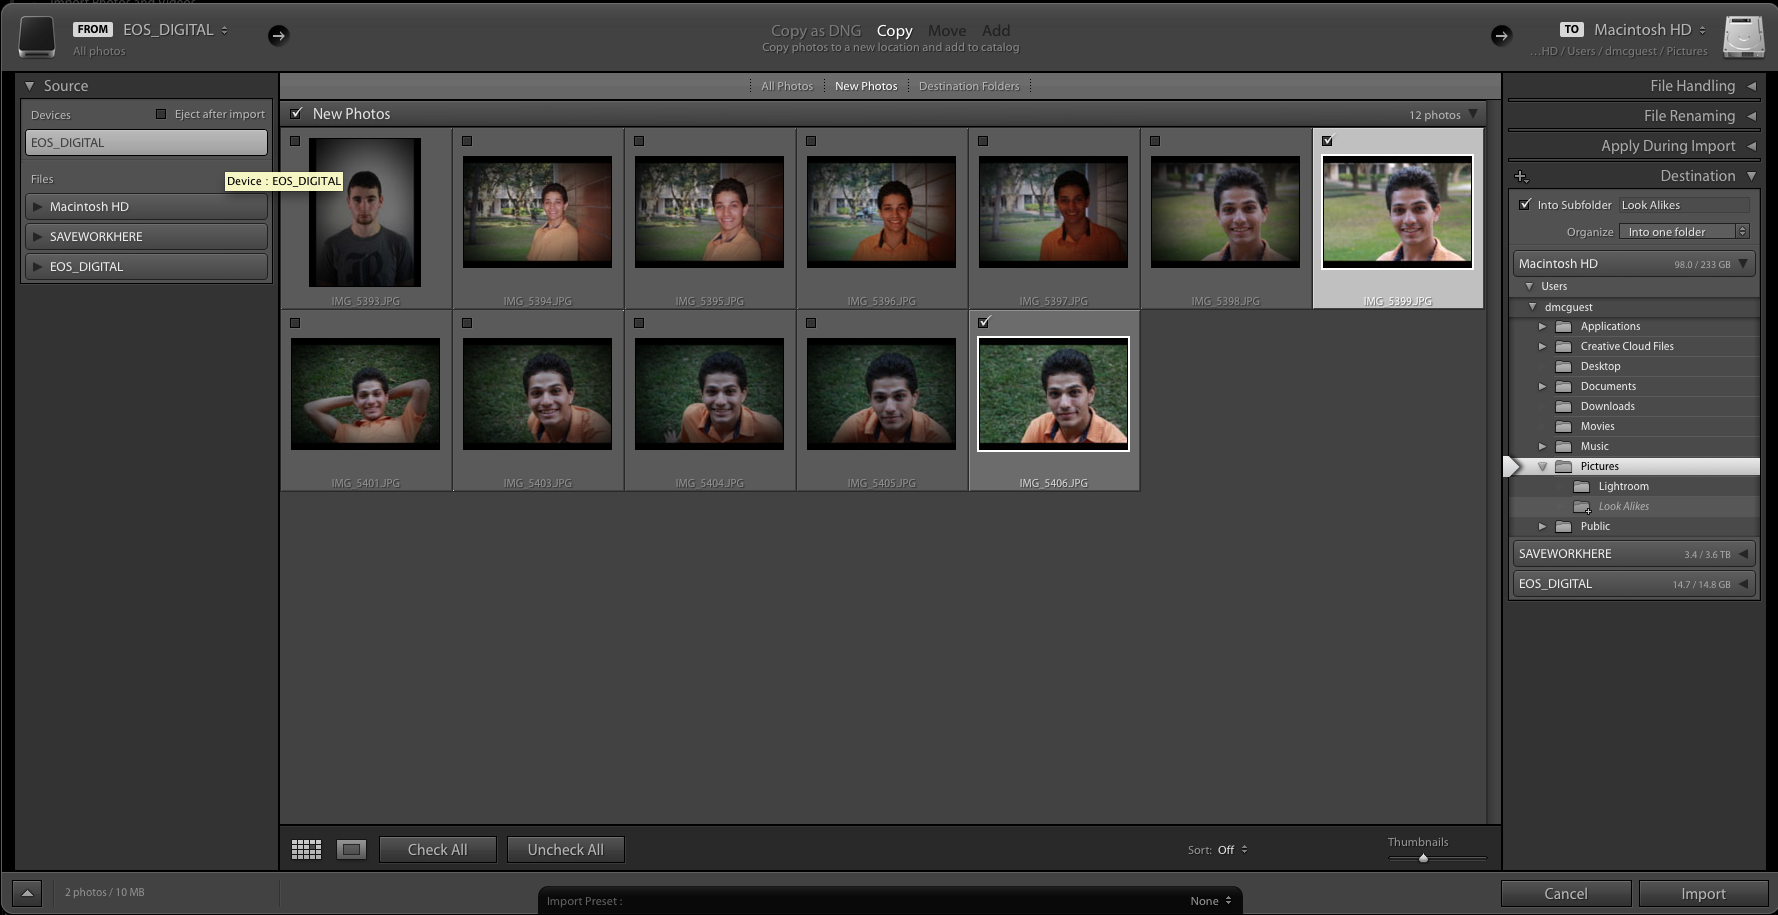 Import Photos and Videos
FROM EOS_DIGITAL
All photos
Copy as DNG Copy Move Add
Copy photos to a new location and add to catalog
TO Macintosh HD
...HD / Users / dmcguest / Pictures
Source
Devices Eject after import
EOS_DIGITAL
Files
Device : EOS_DIGITAL
Macintosh HD
SAVEWORKHERE
EOS_DIGITAL
All Photos New Photos Destination Folders
New Photos 12 photos
IMG_5393.JPG IMG_5394.JPG IMG_5395.JPG IMG_5396.JPG IMG_5397.JPG IMG_5398.JPG IMG_5399.JPG
IMG_5401.JPG IMG_5403.JPG IMG_5404.JPG IMG_5405.JPG IMG_5406.JPG
File Handling
File Renaming
Apply During Import
Destination
Into Subfolder Look Alikes
Organize Into one folder
Macintosh HD 98.0 / 233 GB
Users
dmcguest
Applications
Creative Cloud Files
Desktop
Documents
Downloads
Movies
Music
Pictures
Lightroom
Look Alikes
Public
SAVEWORKHERE 3.4 / 3.6 TB
EOS_DIGITAL 14.7 / 14.8 GB
Check All Uncheck All Sort: Off Thumbnails
2 photos / 10 MB
Import Preset : None
Cancel Import